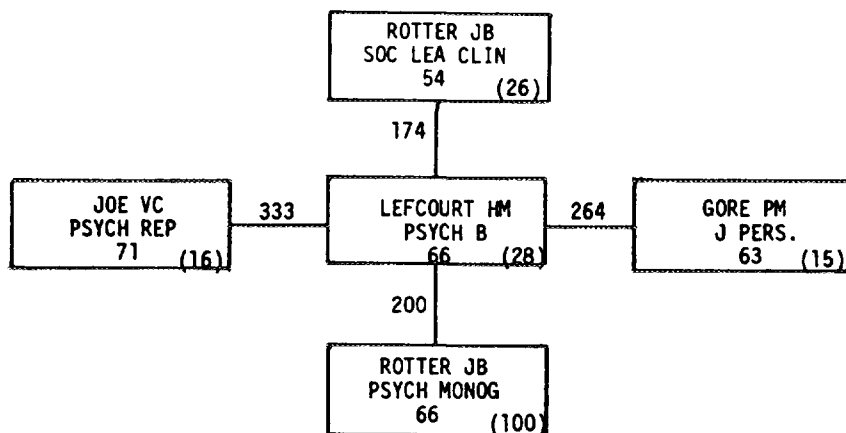 ROTTER JB
SOC LEA CLIN
54
(26)
174
JOE VC
PSYCH REP
71
(16)
333
LEFCOURT HM
PSYCH B
66
(28)
264
GORE PM
J PERS.
63
(15)
200
ROTTER JB
PSYCH MONOG
66
(100)